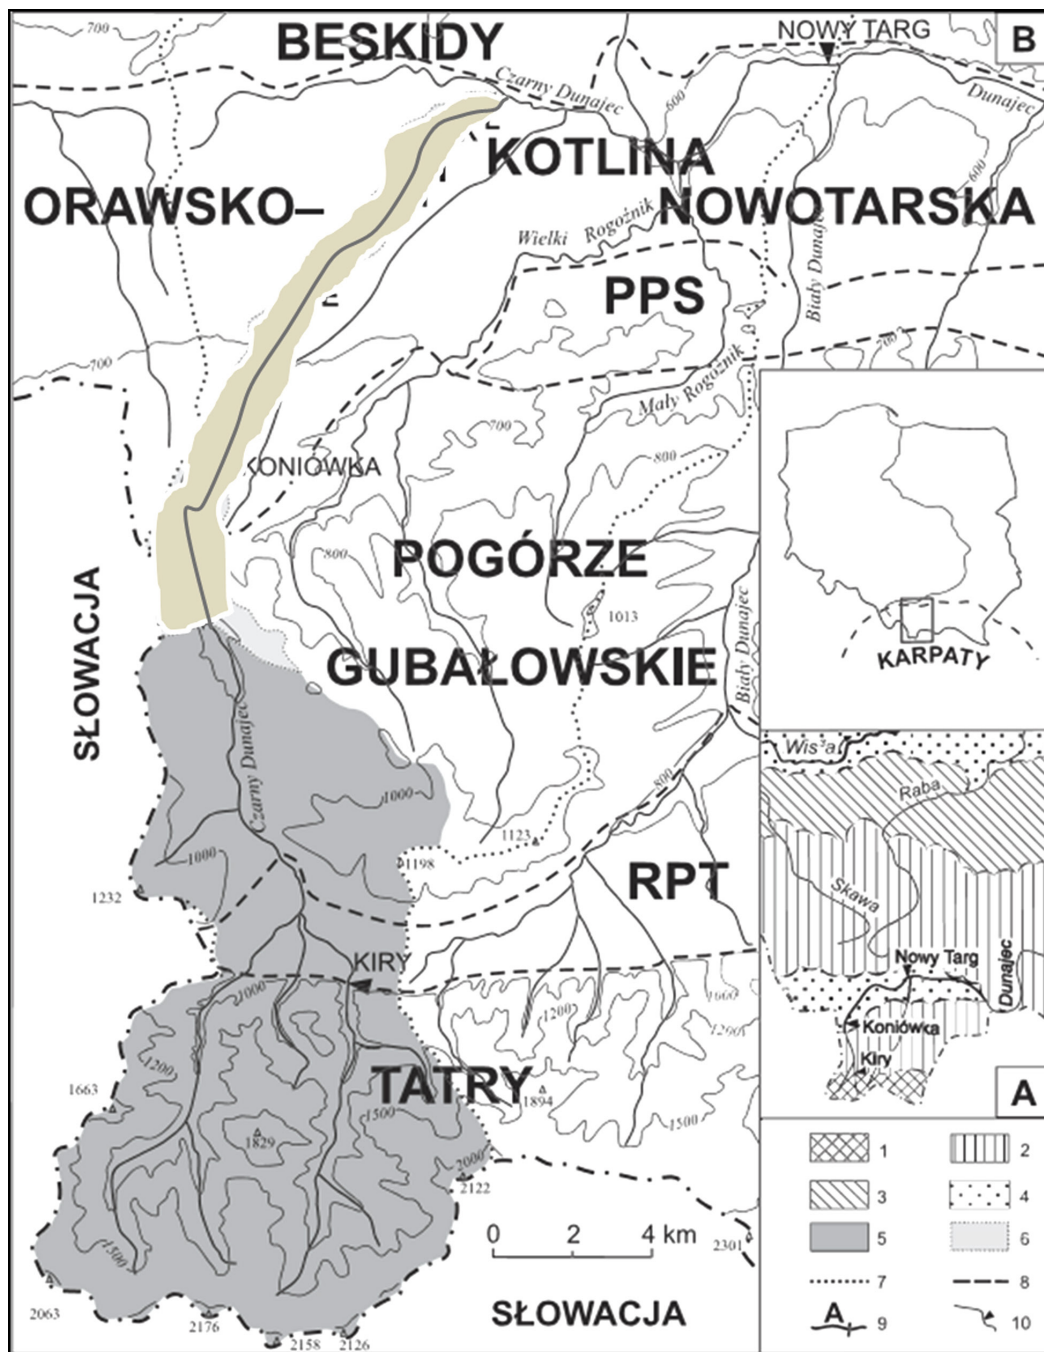 700
BESKIDY
NOWY TARG
B
Czarny Dunajec
600
Dunajec
KOTLINA
ORAWSKO–
NOWOTARSKA
600
Wielki Rogoźnik
Biały Dunajec
PPS
700
700
Mały Rogoźnik
700
KONIÓWKA
800
800
POGÓRZE
1013
Biały Dunajec
SŁOWACJA
GUBAŁOWSKIE
KARPATY
Czarny Dunajec
800
Wis³a
Raba
1000
1123
1000
1198
RPT
1232
Skawa
Nowy Targ
Dunajec
KIRY
1000
1000
1200
1200
Koniówka
Kiry
1200
TATRY
1663
1894
A
1500
1500
1829
1 2
2000
2122
3 4
0 2 4 km
5 6
2301
1500
7 8
2063
SŁOWACJA
A 9 10
2176
2158 2126